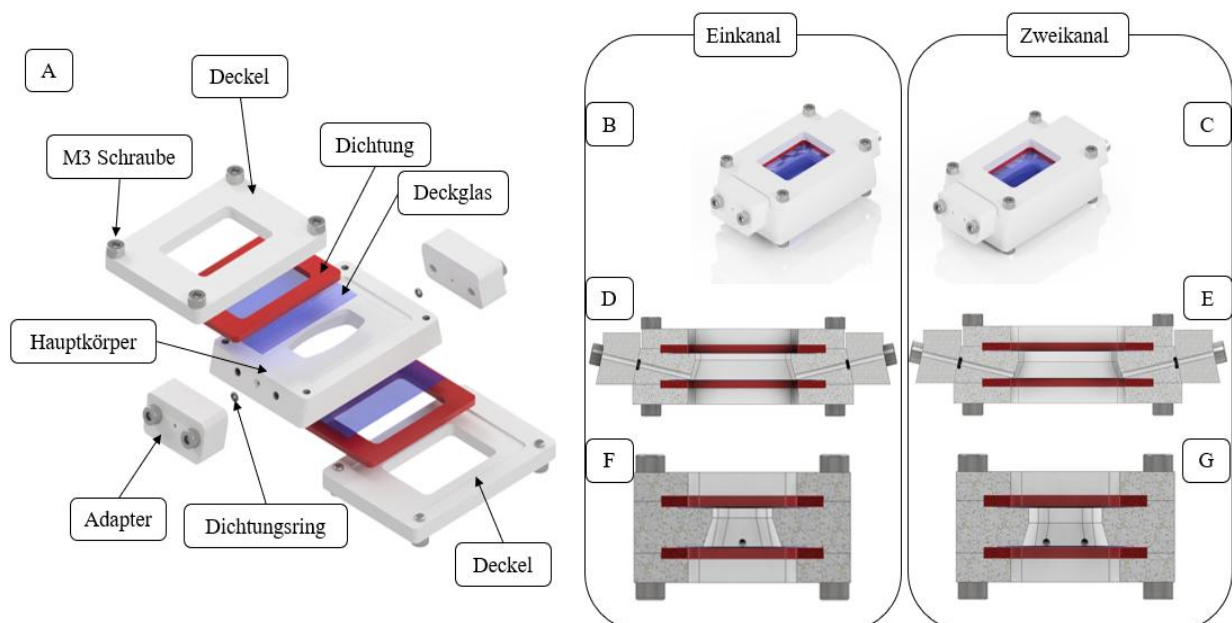 Einkanal
Zweikanal
A
Deckel
B
C
M3 Schraube
Dichtung
Deckglas
D
E
Hauptkörper
F
G
Adapter
Dichtungsring
Deckel